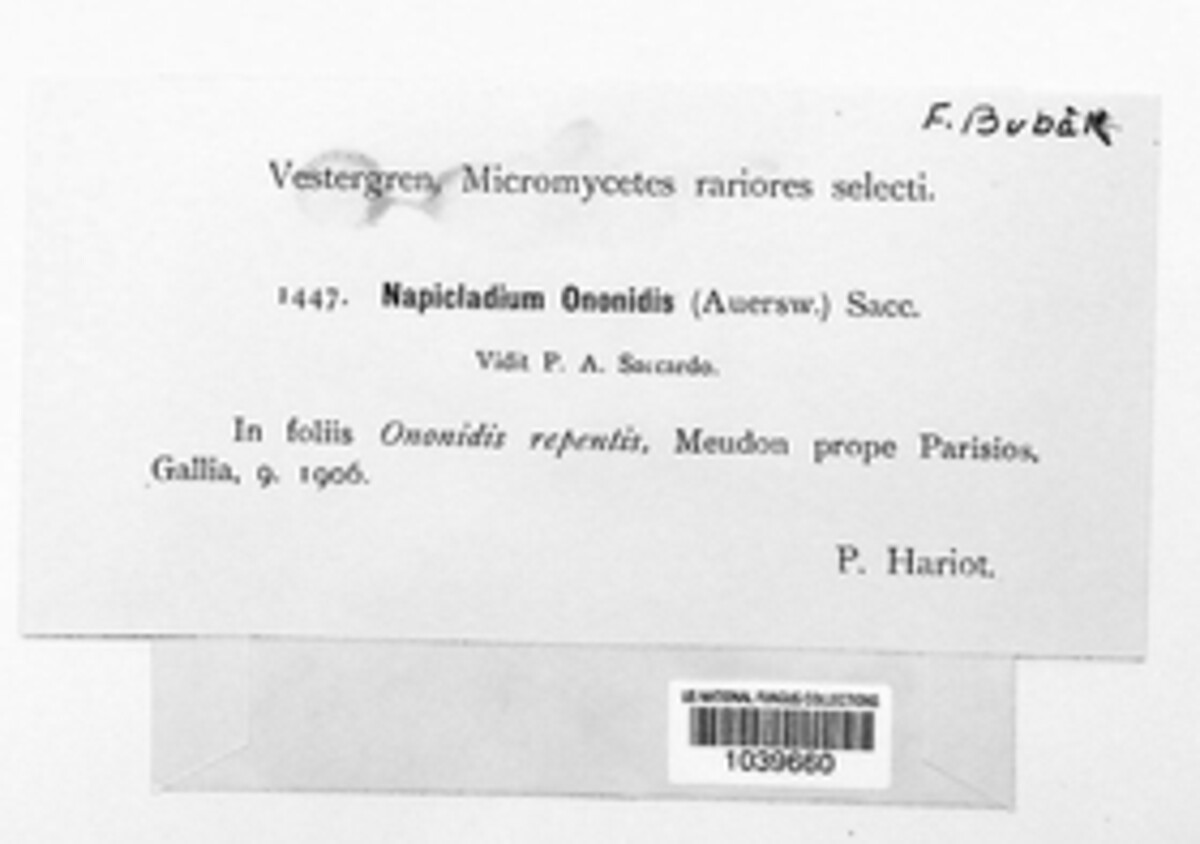 F. Bubák
Vestergren, Micromycetes rariores selecti.
1447. Napicladium Ononidis (Auersw.) Sacc.
Vidit P. A. Saccardo.
In foliis Ononidis repentis, Meudon prope Parisios,
Gallia, 9. 1906.
P. Hariot.
US NATIONAL FUNGUS COLLECTIONS
1039660